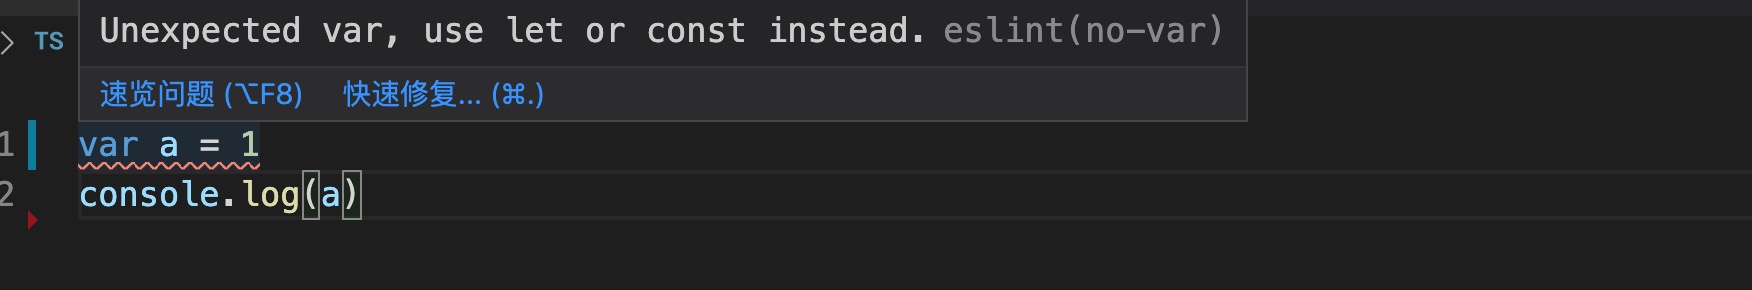 TS
Unexpected var, use let or const instead. eslint(no-var)
速览问题 (⌥F8) 快速修复... (⌘.)
1 var a = 1
2 console.log(a)